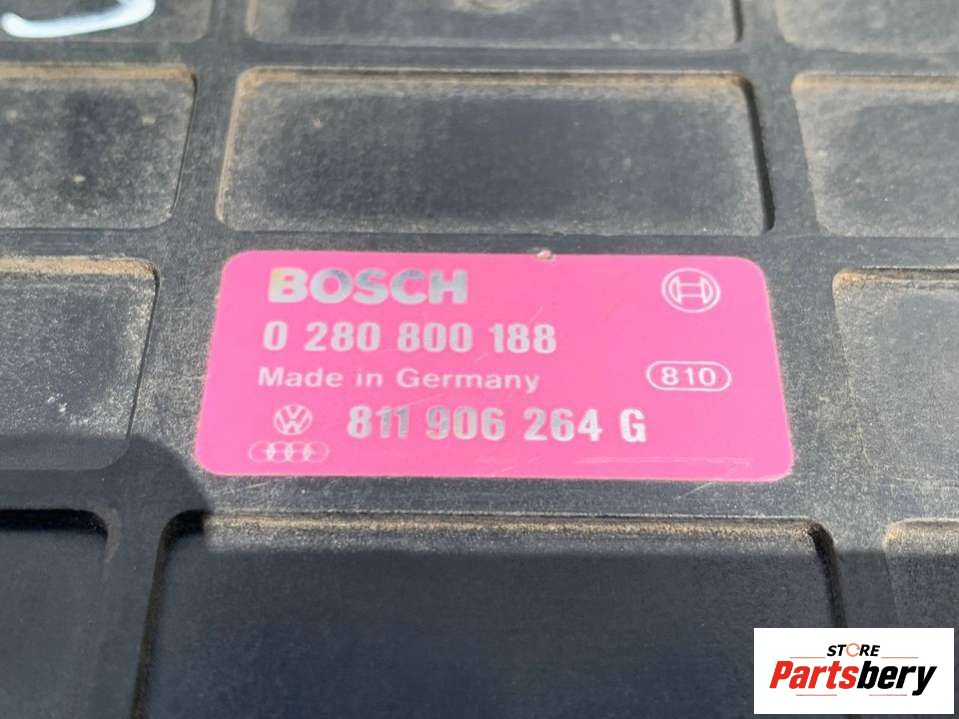 BOSCH
0 280 800 188
Made in Germany
810
811 906 264 G
STORE
Partsbery